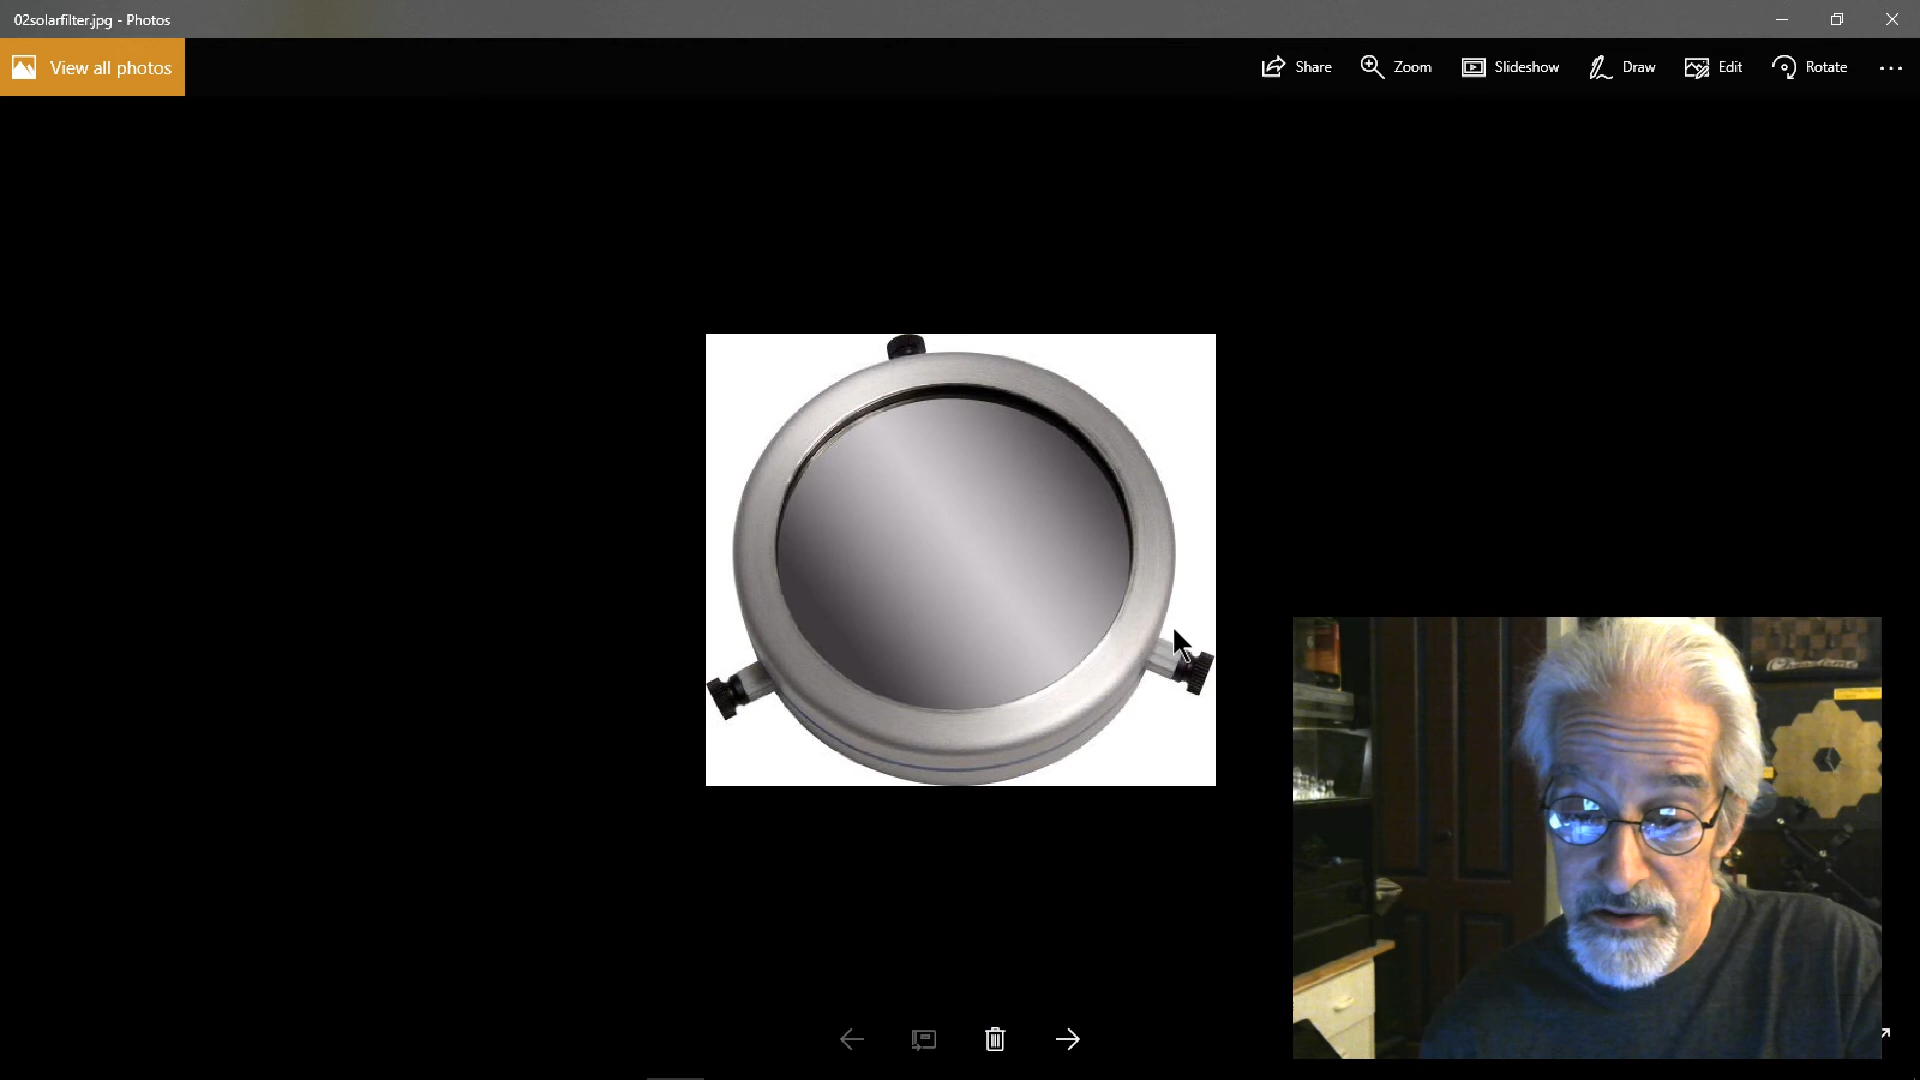 02solarfilter.jpg - Photos
View all photos
Share
Zoom
Slideshow
Draw
Edit
Rotate